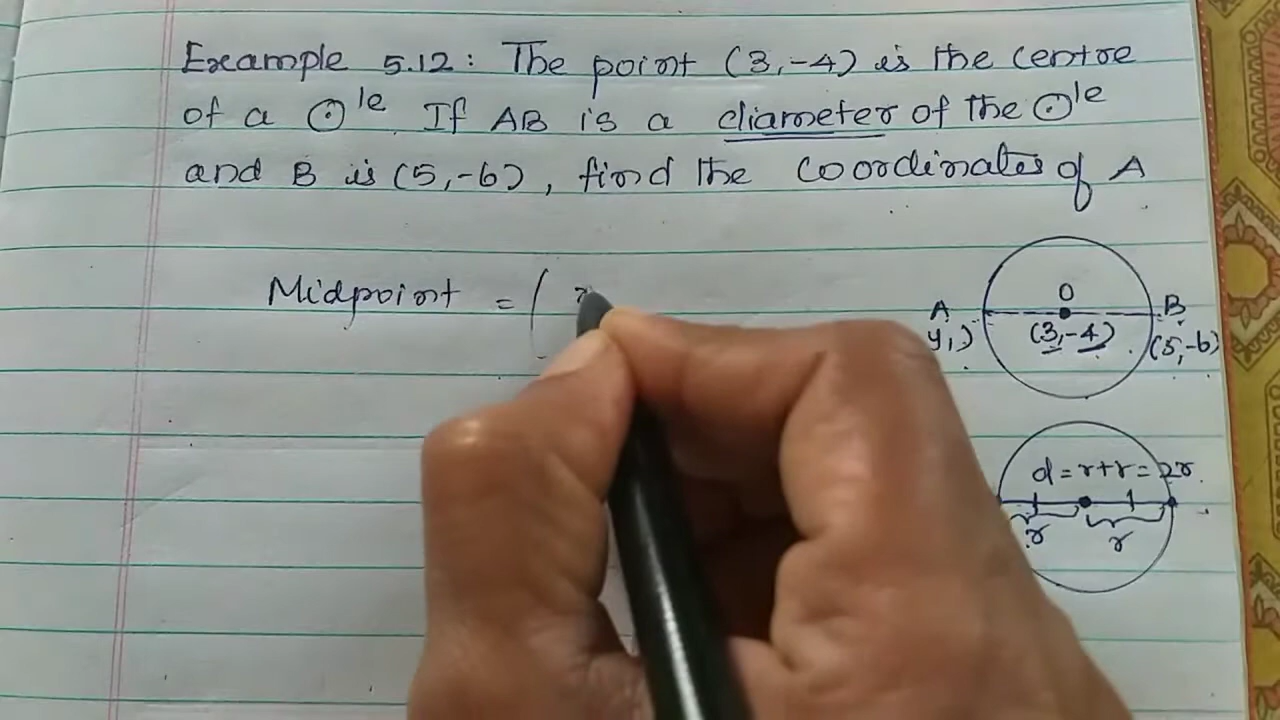 Example 5.12: The point (3,-4) is the centre
of a ⊙le. If AB is a diameter of the ⊙le
and B is (5,-6), find the coordinates of A
Midpoint = ( x
O
A B
y1) (3,-4) (5,-6)
d = r+r = 2r
r r